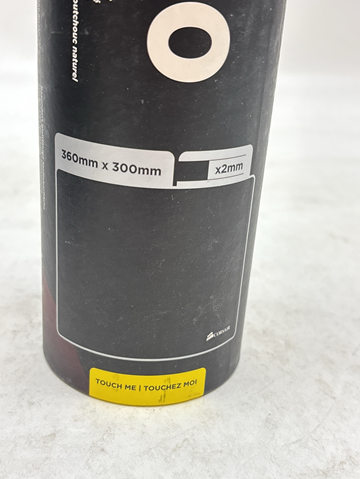 caoutchouc naturel
O
360mm x 300mm
x2mm
CORSAIR
TOUCH ME | TOUCHEZ MOI